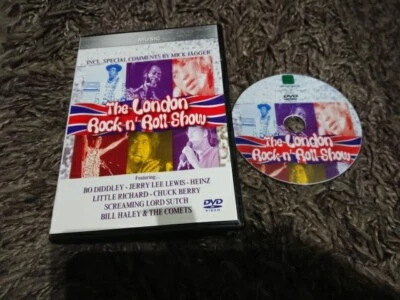 MUSIC
INCL. SPECIAL COMMENTS BY MICK JAGGER
The London
Rock n' Roll Show
Featuring...
BO DIDDLEY - JERRY LEE LEWIS - HEINZ
LITTLE RICHARD - CHUCK BERRY
SCREAMING LORD SUTCH
BILL HALEY & THE COMETS
DVD
VIDEO
DVD
The London
Rock n' Roll Show